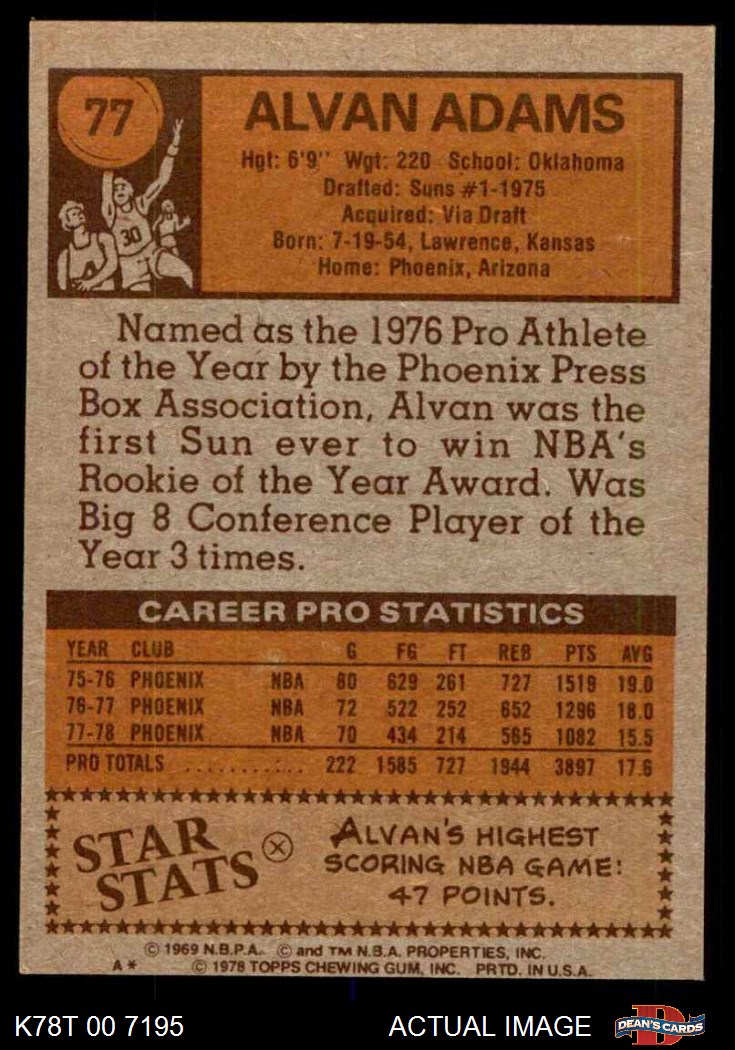 77
30
ALVAN ADAMS
Hgt: 6'9" Wgt: 220 School: Oklahoma
Drafted: Suns #1-1975
Acquired: Via Draft
Born: 7-19-54, Lawrence, Kansas
Home: Phoenix, Arizona
Named as the 1976 Pro Athlete
of the Year by the Phoenix Press
Box Association, Alvan was the
first Sun ever to win NBA's
Rookie of the Year Award. Was
Big 8 Conference Player of the
Year 3 times.
CAREER PRO STATISTICS
YEAR CLUB G FG FT REB PTS AVG
75-76 PHOENIX NBA 80 629 261 727 1519 19.0
76-77 PHOENIX NBA 72 522 252 652 1296 18.0
77-78 PHOENIX NBA 70 434 214 565 1082 15.5
PRO TOTALS ............ 222 1585 727 1944 3897 17.6
STAR
STATS
ALVAN'S HIGHEST
SCORING NBA GAME:
47 POINTS.
© 1969 N.B.P.A. © and TM N.B.A. PROPERTIES, INC.
A* © 1978 TOPPS CHEWING GUM, INC. PRTD. IN U.S.A.
K78T 00 7195 ACTUAL IMAGE
D
DEAN'S CARDS